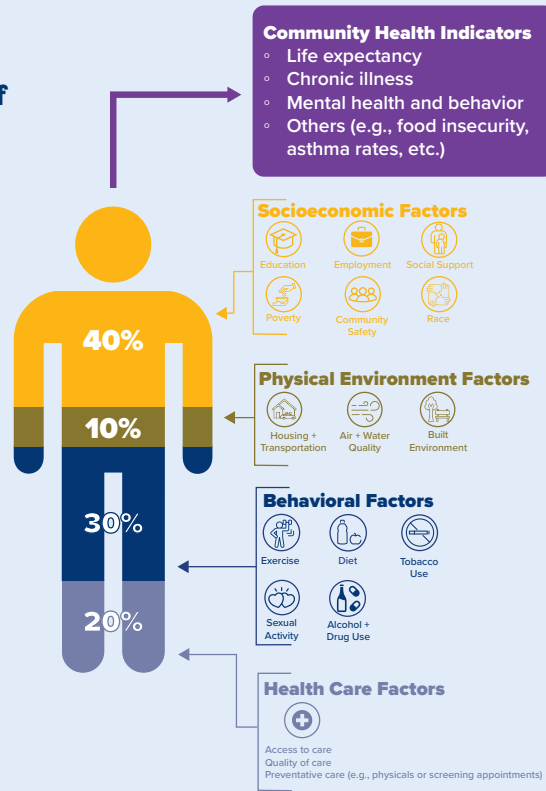 f
Community Health Indicators
◦ Life expectancy
◦ Chronic illness
◦ Mental health and behavior
◦ Others (e.g., food insecurity,
asthma rates, etc.)
Socioeconomic Factors
Education Employment Social Support
Poverty Community Race
Safety
40%
Physical Environment Factors
10%
Housing + Air + Water Built
Transportation Quality Environment
Behavioral Factors
30%
Exercise Diet Tobacco
Use
Sexual Alcohol +
Activity Drug Use
20%
Health Care Factors
Access to care
Quality of care
Preventative care (e.g., physicals or screening appointments)